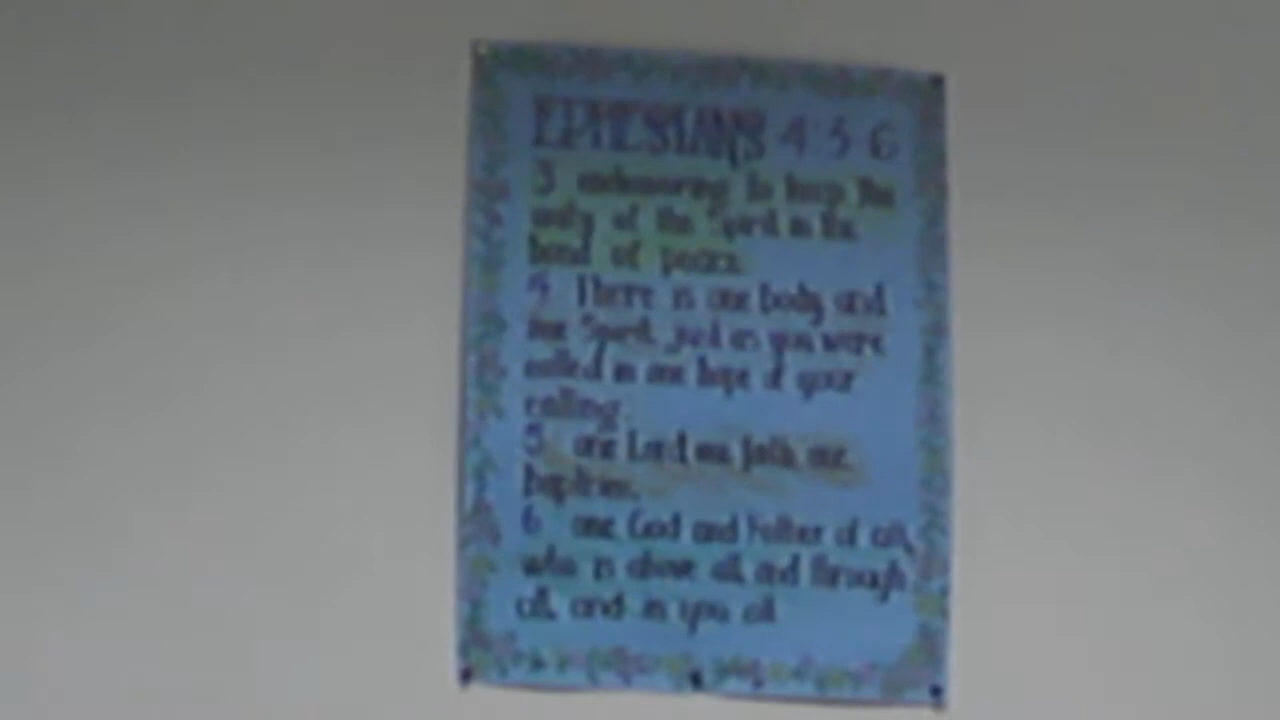 EPHESIANS 4:3-6
3 endeavoring to keep the
unity of the Spirit in the
bond of peace.
4 There is one body and
one Spirit, just as you were
called in one hope of your
calling.
5 one Lord one faith, one
baptism.
6 one God and Father of all,
who is above all, and through
all, and in you all